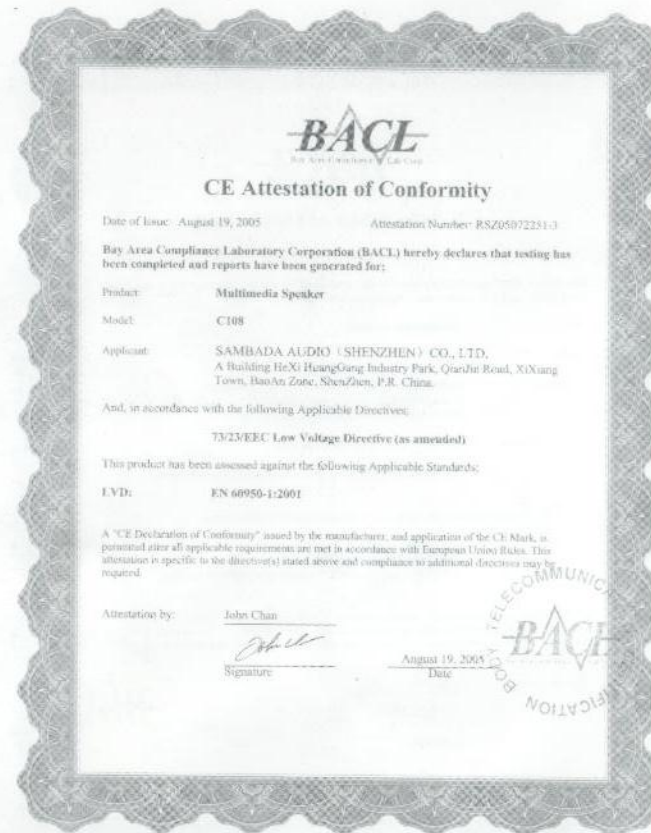 BACL
CE Attestation of Conformity
Date of Issue: August 19, 2005 Attestation Number: RSZ05072251-3
Bay Area Compliance Laboratory Corporation (BACL) hereby declares that testing has
been completed and reports have been generated for:
Product: Multimedia Speaker
Model: C108
Applicant: SAMBADA AUDIO (SHENZHEN) CO., LTD.
A Building HeXi HuangGang Industry Park, Road, XiXiang
Town, BaoAn Zone, ShenZhen, P.R. China.
And, in accordance with the following Applicable Directives;
73/23/EEC Low Voltage Directive (as amended)
This product has been assessed against the following Applicable Standards;
LVD: EN 60950-1:2001
A "CE Declaration of Conformity" issued by the manufacturer, and application of the CE Mark, is
permitted after all applicable requirements are met in accordance with European Union Rules. This
attestation is specific to the directive(s) stated above and compliance to additional directives may be
required.
Attestation by: John Chan
Signature
August 19, 2005
Date
TELECOMMUNICA
BACL
BODY
IFICATION